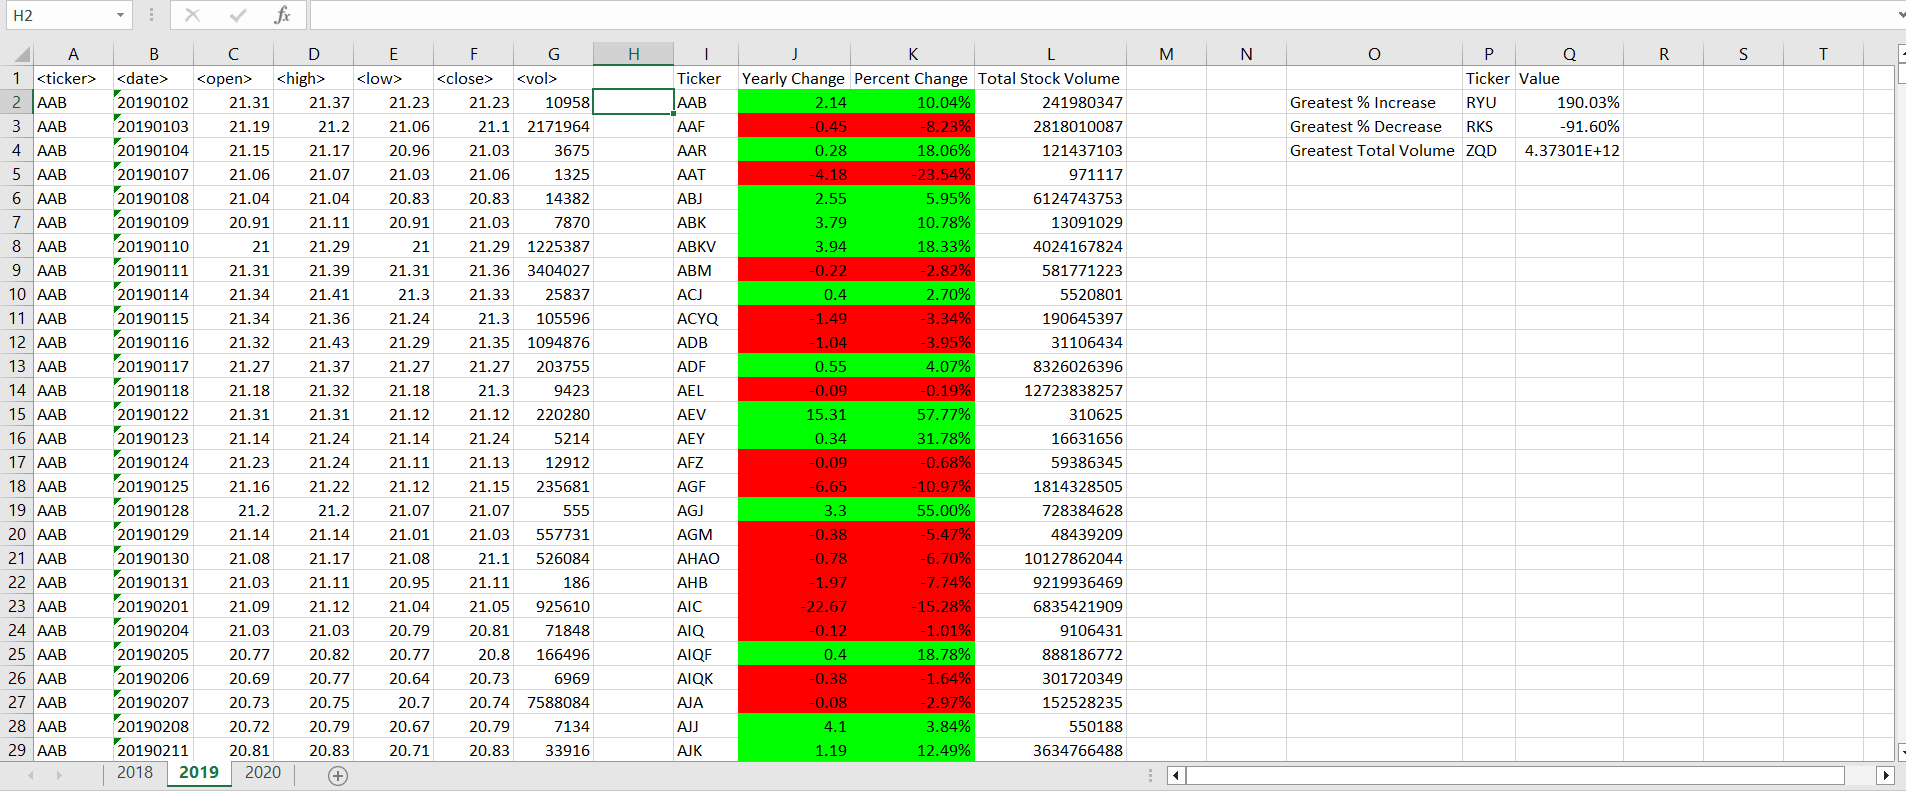 H2 fx
A B C D E F G H I J K L M N O P Q R S T
1 <ticker> <date> <open> <high> <low> <close> <vol> Ticker Yearly Change Percent Change Total Stock Volume Ticker Value
2 AAB 20190102 21.31 21.37 21.23 21.23 10958 AAB 2.14 10.04% 241980347 Greatest % Increase RYU 190.03%
3 AAB 20190103 21.19 21.2 21.06 21.1 2171964 AAF -0.45 -8.23% 2818010087 Greatest % Decrease RKS -91.60%
4 AAB 20190104 21.15 21.17 20.96 21.03 3675 AAR 0.28 18.06% 121437103 Greatest Total Volume ZQD 4.37301E+12
5 AAB 20190107 21.06 21.07 21.03 21.06 1325 AAT -4.18 -23.54% 971117
6 AAB 20190108 21.04 21.04 20.83 20.83 14382 ABJ 2.55 5.95% 6124743753
7 AAB 20190109 20.91 21.11 20.91 21.03 7870 ABK 3.79 10.78% 13091029
8 AAB 20190110 21 21.29 21 21.29 1225387 ABKV 3.94 18.33% 4024167824
9 AAB 20190111 21.31 21.39 21.31 21.36 3404027 ABM -0.22 -2.82% 581771223
10 AAB 20190114 21.34 21.41 21.3 21.33 25837 ACJ 0.4 2.70% 5520801
11 AAB 20190115 21.34 21.36 21.24 21.3 105596 ACYQ -1.49 -3.34% 190645397
12 AAB 20190116 21.32 21.43 21.29 21.35 1094876 ADB -1.04 -3.95% 31106434
13 AAB 20190117 21.27 21.37 21.27 21.27 203755 ADF 0.55 4.07% 8326026396
14 AAB 20190118 21.18 21.32 21.18 21.3 9423 AEL -0.09 -0.19% 12723838257
15 AAB 20190122 21.31 21.31 21.12 21.12 220280 AEV 15.31 57.77% 310625
16 AAB 20190123 21.14 21.24 21.14 21.24 5214 AEY 0.34 31.78% 16631656
17 AAB 20190124 21.23 21.24 21.11 21.13 12912 AFZ -0.09 -0.68% 59386345
18 AAB 20190125 21.16 21.22 21.12 21.15 235681 AGF -6.65 -10.97% 1814328505
19 AAB 20190128 21.2 21.2 21.07 21.07 555 AGJ 3.3 55.00% 728384628
20 AAB 20190129 21.14 21.14 21.01 21.03 557731 AGM -0.38 -5.47% 48439209
21 AAB 20190130 21.08 21.17 21.08 21.1 526084 AHAO -0.78 -6.70% 10127862044
22 AAB 20190131 21.03 21.11 20.95 21.11 186 AHB -1.97 -7.74% 9219936469
23 AAB 20190201 21.09 21.12 21.04 21.05 925610 AIC -22.67 -15.28% 6835421909
24 AAB 20190204 21.03 21.03 20.79 20.81 71848 AIQ -0.12 -1.01% 9106431
25 AAB 20190205 20.77 20.82 20.77 20.8 166496 AIQF 0.4 18.78% 888186772
26 AAB 20190206 20.69 20.77 20.64 20.73 6969 AIQK -0.38 -1.64% 301720349
27 AAB 20190207 20.73 20.75 20.7 20.74 7588084 AJA -0.08 -2.97% 152528235
28 AAB 20190208 20.72 20.79 20.67 20.79 7134 AJJ 4.1 3.84% 550188
29 AAB 20190211 20.81 20.83 20.71 20.83 33916 AJK 1.19 12.49% 3634766488
2018 2019 2020